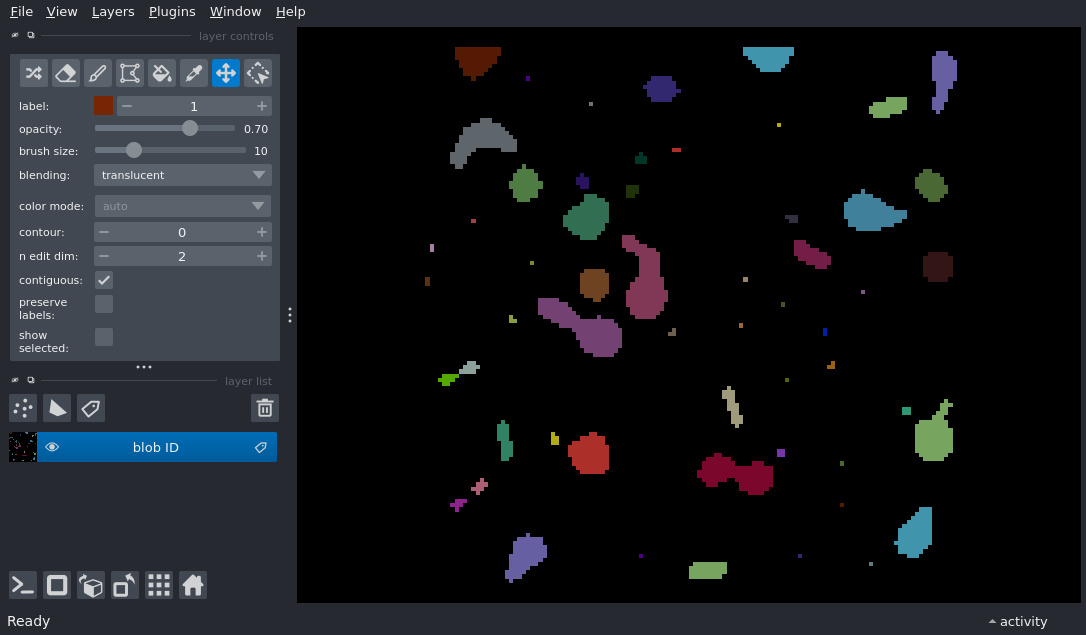 File View Layers Plugins Window Help
layer controls
label: 1
opacity: 0.70
brush size: 10
blending: translucent
color mode: auto
contour: 0
n edit dim: 2
contiguous:
preserve
labels:
show
selected:
layer list
blob ID
Ready
activity